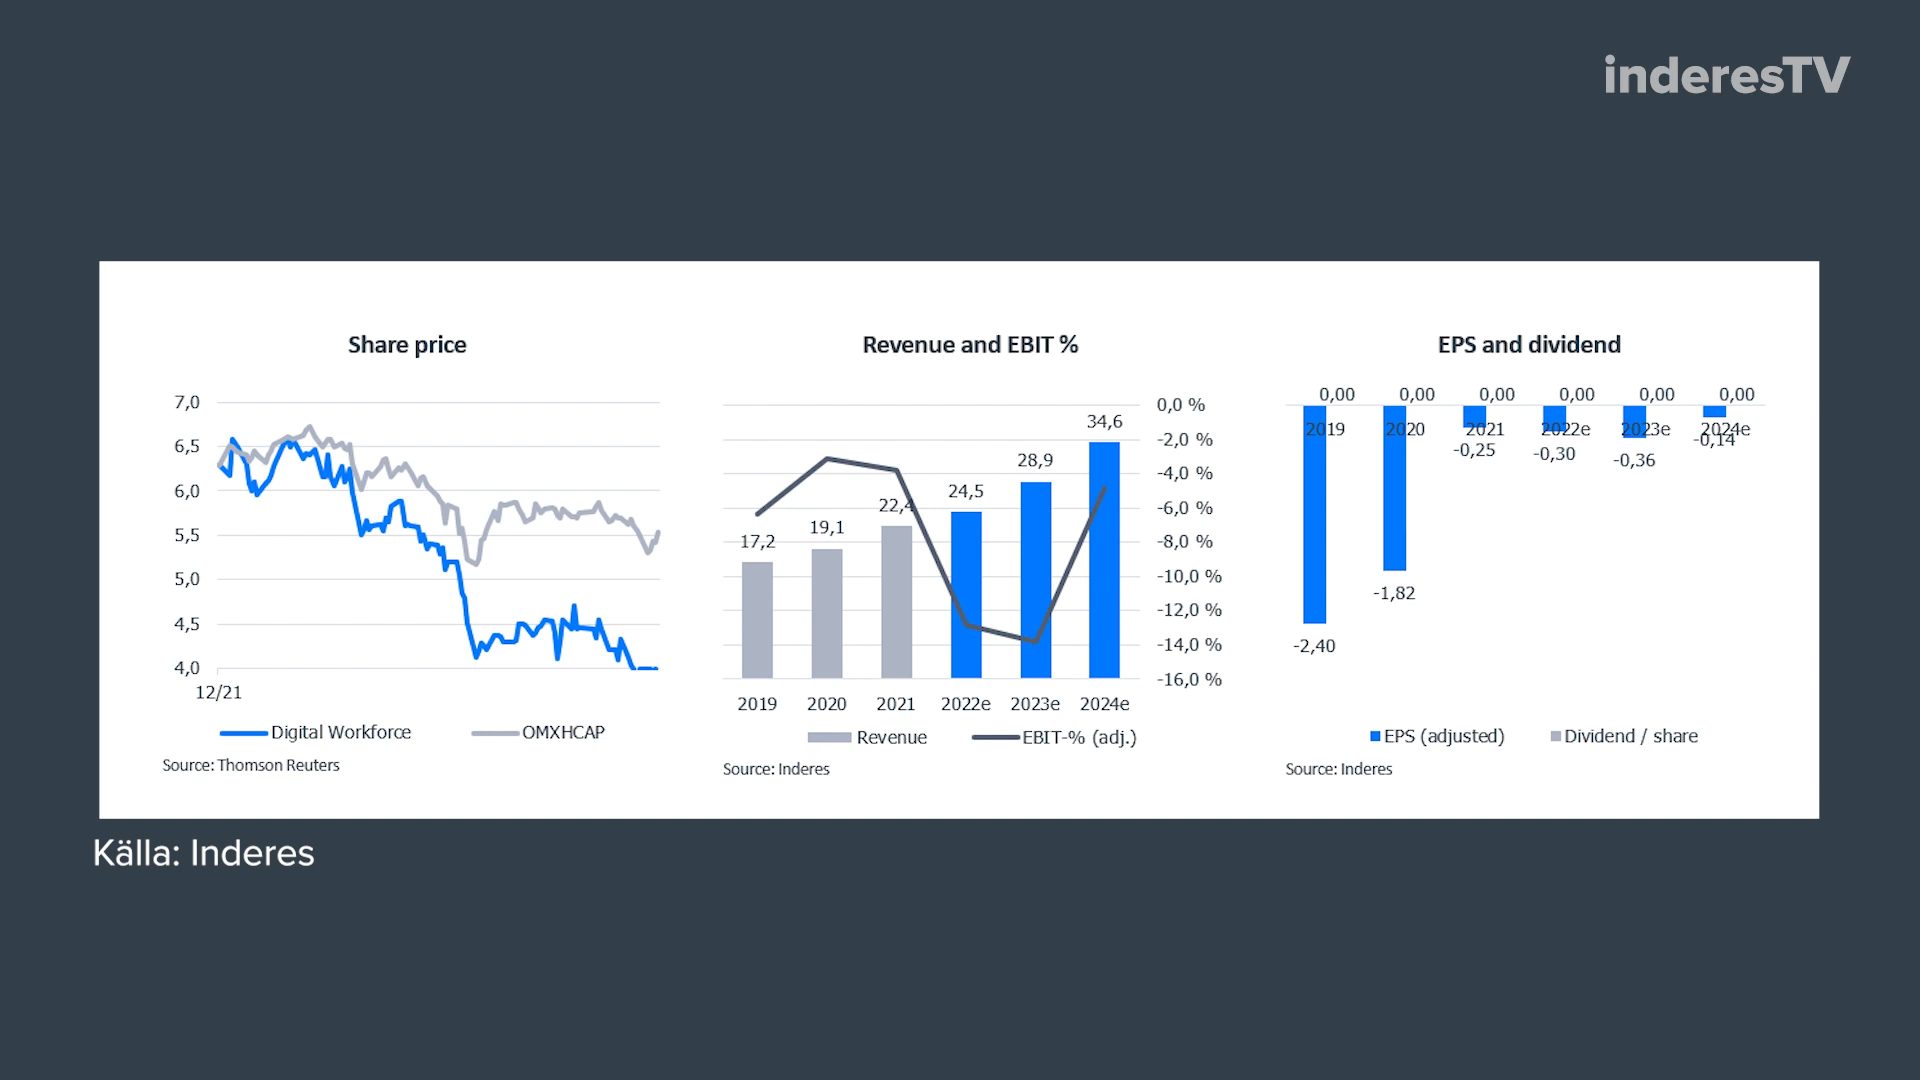 inderesTV
Share price
7,0
6,5
6,0
5,5
5,0
4,5
4,0
12/21
Digital Workforce
OMXHCAP
Source: Thomson Reuters
Revenue and EBIT %
17,2
19,1
22,4
24,5
28,9
34,6
0,0 %
-2,0 %
-4,0 %
-6,0 %
-8,0 %
-10,0 %
-12,0 %
-14,0 %
-16,0 %
2019 2020 2021 2022e 2023e 2024e
Revenue
EBIT-% (adj.)
Source: Inderes
EPS and dividend
0,00 0,00 0,00 0,00 0,00 0,00
2019 2020 2021 2022e 2023e 2024e
-2,40
-1,82
-0,25
-0,30
-0,36
-0,14
EPS (adjusted)
Dividend / share
Source: Inderes
Källa: Inderes